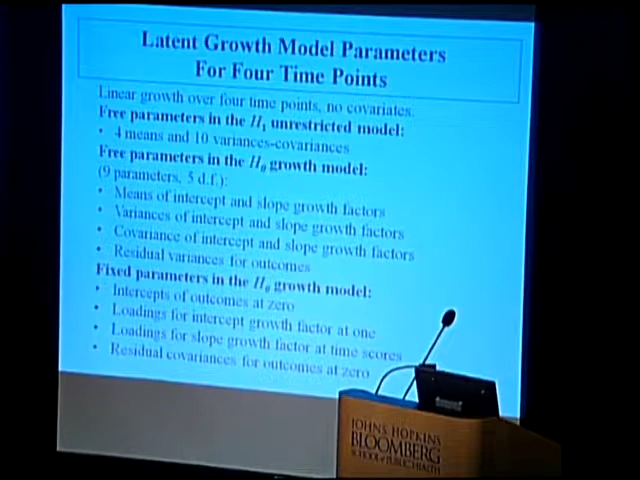 Latent Growth Model Parameters
For Four Time Points
Linear growth over four time points, no covariates.
Free parameters in the H1 unrestricted model:
• 4 means and 10 variances-covariances
Free parameters in the H0 growth model:
(9 parameters, 5 d.f.):
• Means of intercept and slope growth factors
• Variances of intercept and slope growth factors
• Covariance of intercept and slope growth factors
• Residual variances for outcomes
Fixed parameters in the H0 growth model:
• Intercepts of outcomes at zero
• Loadings for intercept growth factor at one
• Loadings for slope growth factor at time scores
• Residual covariances for outcomes at zero
JOHNS HOPKINS
BLOOMBERG
SCHOOL of PUBLIC HEALTH